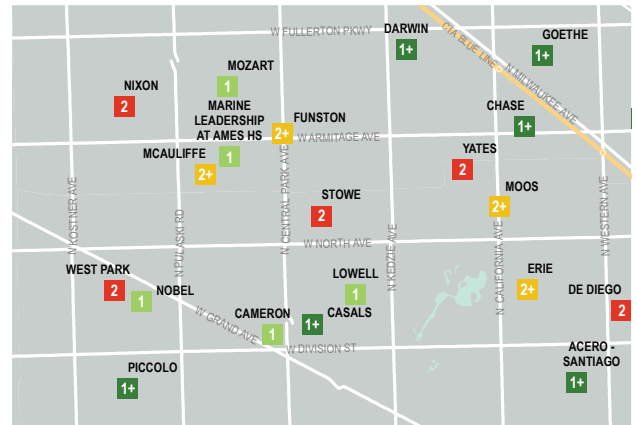 DARWIN
1+
GOETHE
1+
W FULLERTON PKWY
CTA BLUE LINE
N MILWAUKEE AVE
NIXON
2
MOZART
1
MARINE
LEADERSHIP
AT AMES HS
1
FUNSTON
2+
W ARMITAGE AVE
CHASE
1+
MCAULIFFE
2+
YATES
2
MOOS
2+
STOWE
2
N KOSTNER AVE
N PULASKI RD
N CENTRAL PARK AVE
N KEDZIE AVE
N CALIFORNIA AVE
N WESTERN AVE
W NORTH AVE
WEST PARK
2
NOBEL
1
LOWELL
1
ERIE
2+
DE DIEGO
2
W GRAND AVE
CAMERON
1
CASALS
1+
W DIVISION ST
PICCOLO
1+
ACERO -
SANTIAGO
1+